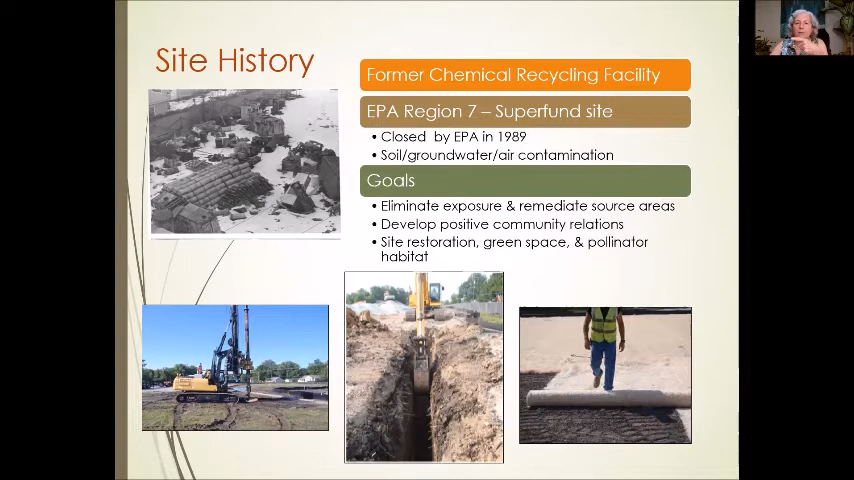 Site History
Former Chemical Recycling Facility
EPA Region 7 – Superfund site
• Closed by EPA in 1989
• Soil/groundwater/air contamination
Goals
• Eliminate exposure & remediate source areas
• Develop positive community relations
• Site restoration, green space, & pollinator
habitat